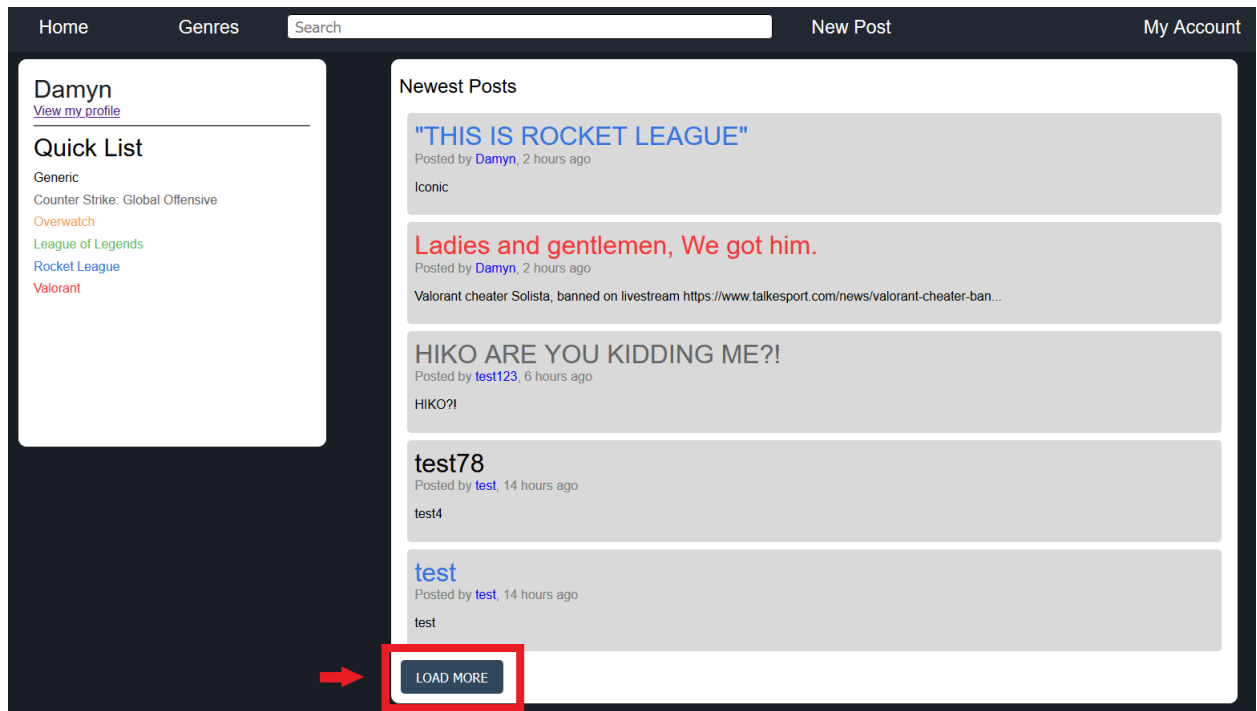 Home Genres Search New Post My Account
Damyn
View my profile
Quick List
Generic
Counter Strike: Global Offensive
Overwatch
League of Legends
Rocket League
Valorant
Newest Posts
"THIS IS ROCKET LEAGUE"
Posted by Damyn, 2 hours ago
Iconic
Ladies and gentlemen, We got him.
Posted by Damyn, 2 hours ago
Valorant cheater Solista, banned on livestream https://www.talkesport.com/news/valorant-cheater-ban...
HIKO ARE YOU KIDDING ME?!
Posted by test123, 6 hours ago
HIKO?!
test78
Posted by test, 14 hours ago
test4
test
Posted by test, 14 hours ago
test
LOAD MORE